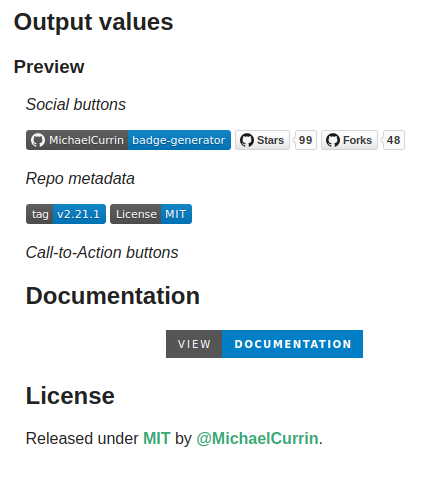 Output values
Preview
Social buttons
MichaelCurrin badge-generator Stars 99 Forks 48
Repo metadata
tag v2.21.1 License MIT
Call-to-Action buttons
Documentation
VIEW DOCUMENTATION
License
Released under MIT by @MichaelCurrin.